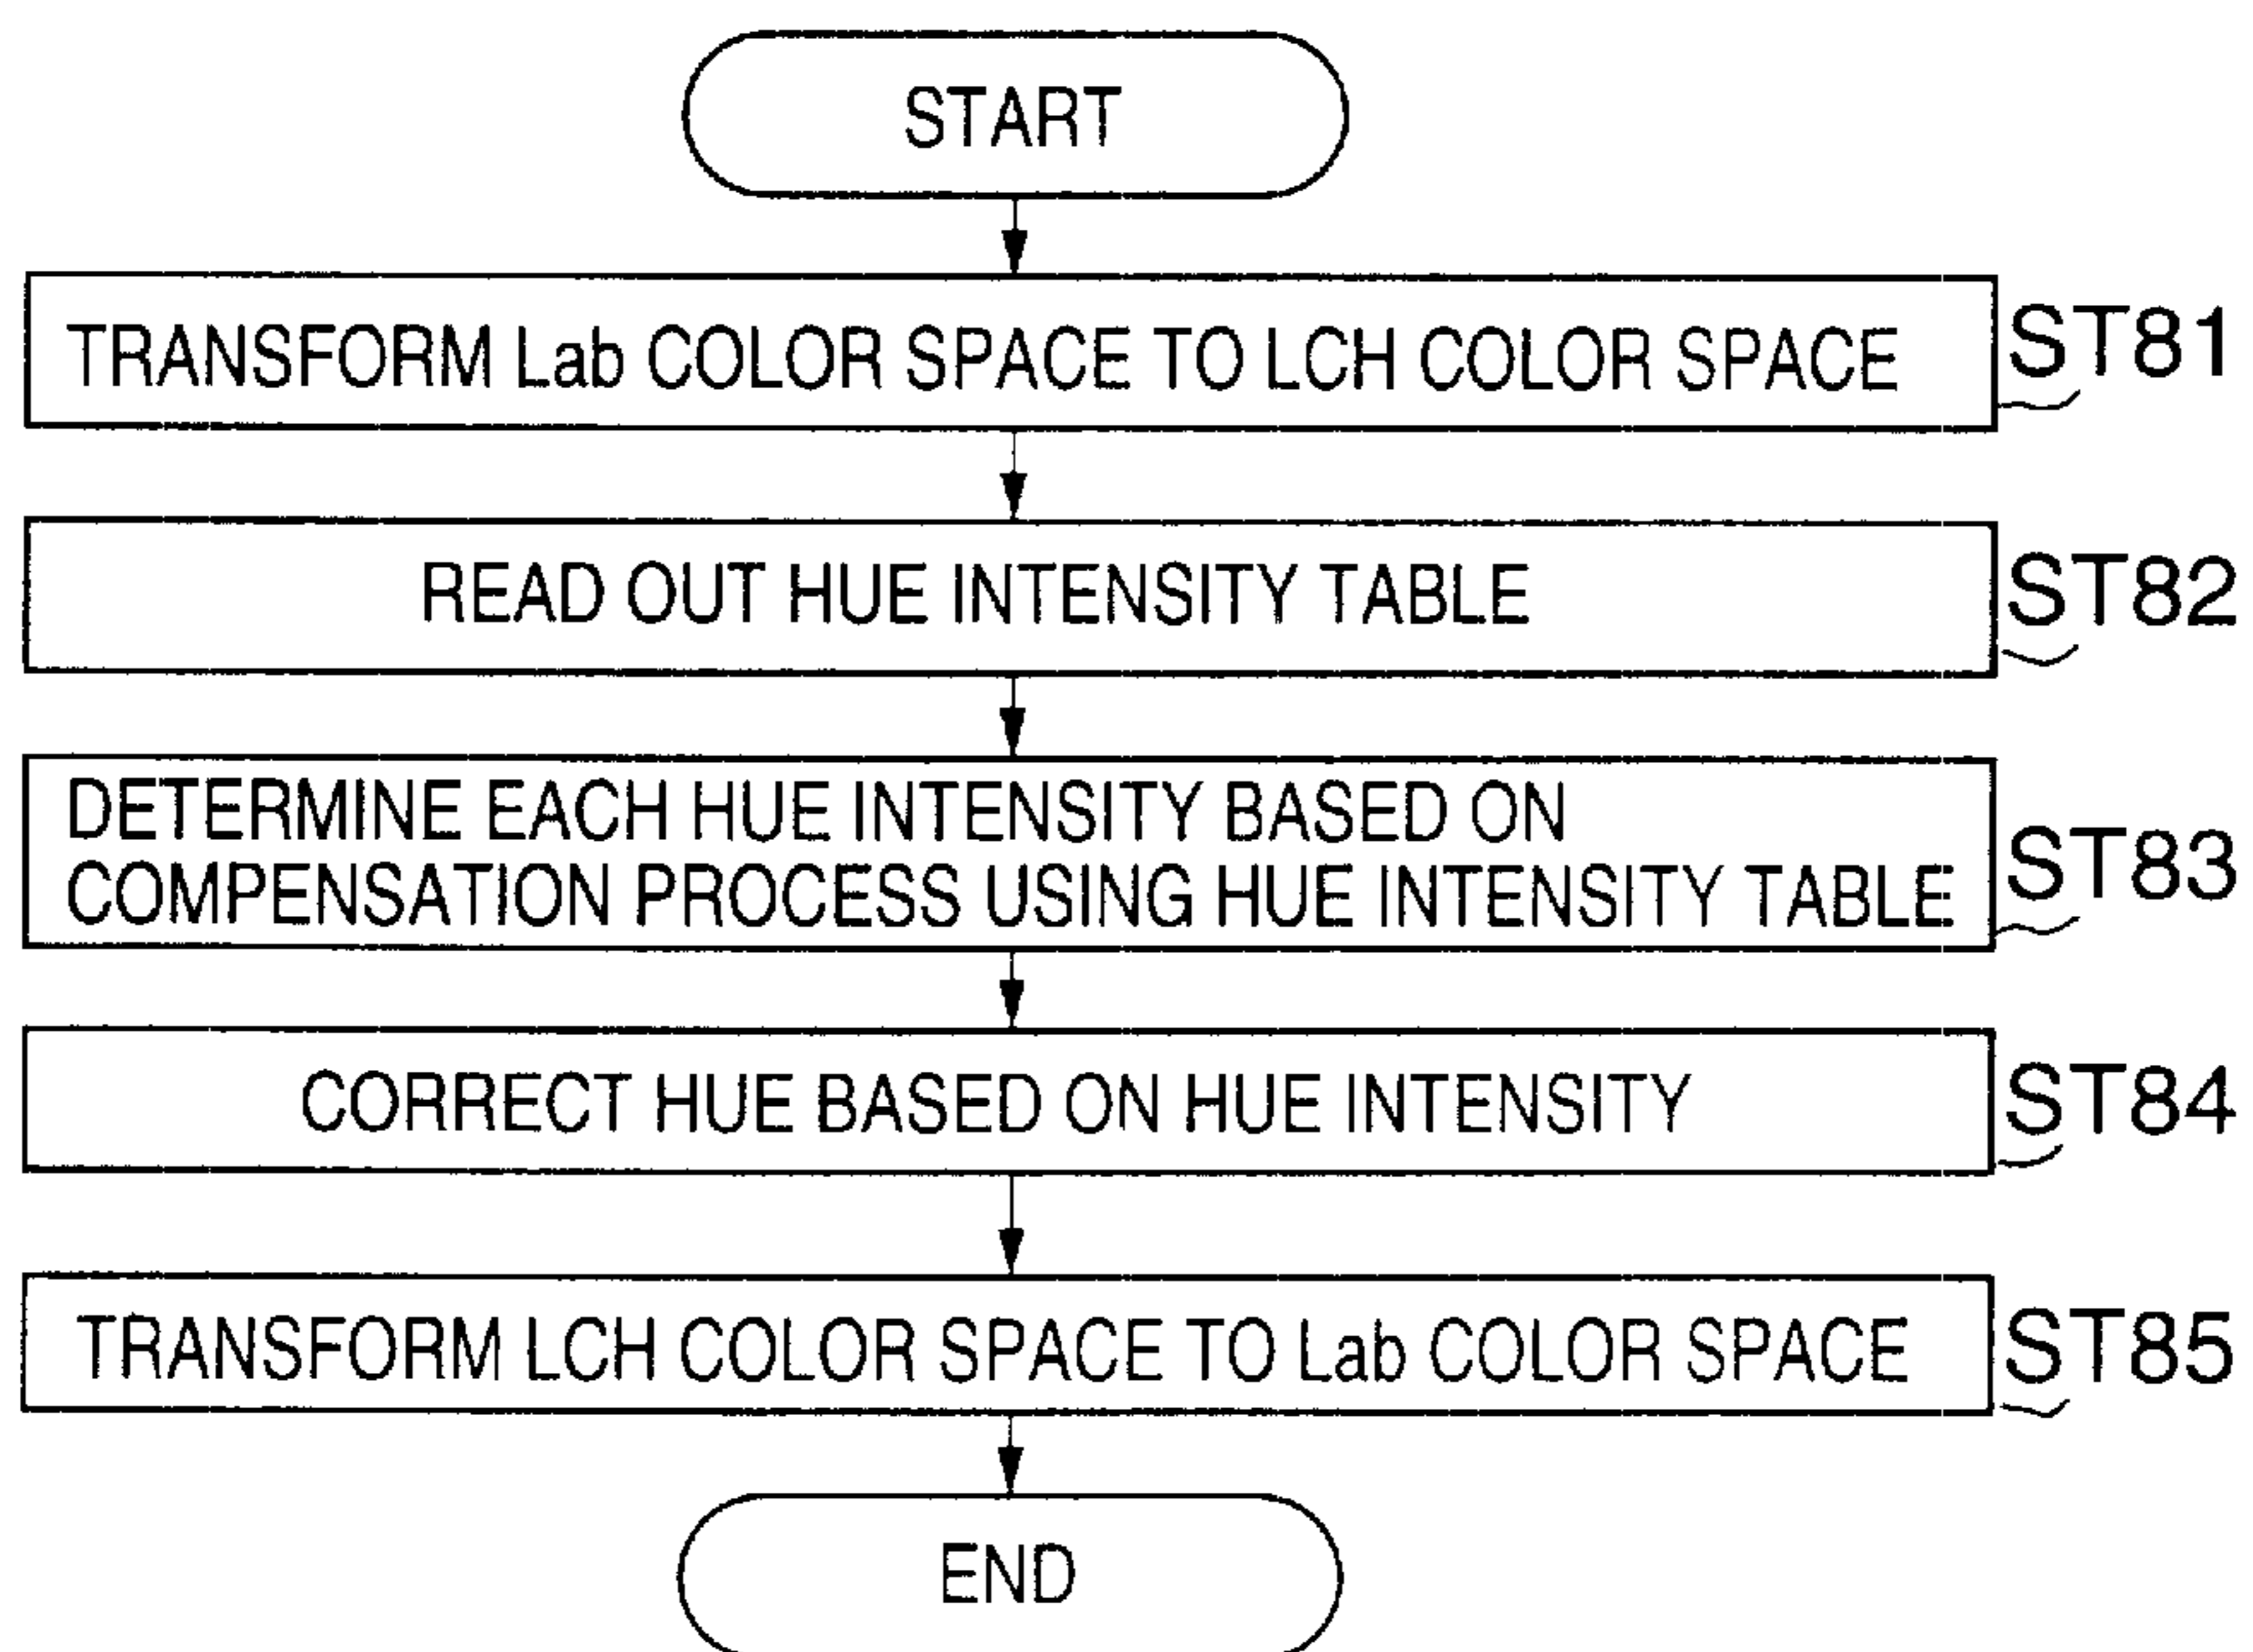 START
TRANSFORM Lab COLOR SPACE TO LCH COLOR SPACE
ST81
READ OUT HUE INTENSITY TABLE
ST82
DETERMINE EACH HUE INTENSITY BASED ON
COMPENSATION PROCESS USING HUE INTENSITY TABLE
ST83
CORRECT HUE BASED ON HUE INTENSITY
ST84
TRANSFORM LCH COLOR SPACE TO Lab COLOR SPACE
ST85
END